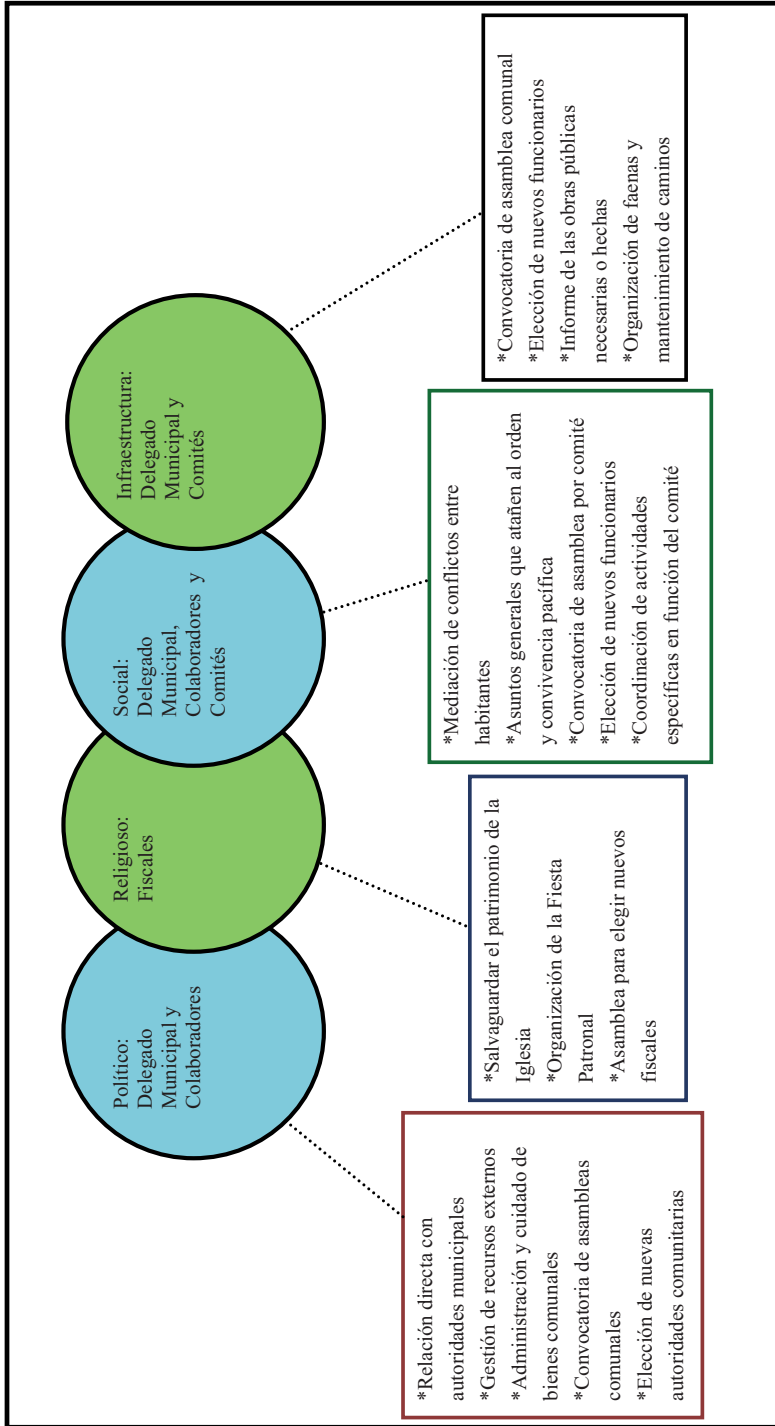 Político:
Delegado
Municipal y
Colaboradores
Religioso:
Fiscales
Social:
Delegado
Municipal,
Colaboradores y
Comités
Infraestructura:
Delegado
Municipal y
Comités
*Relación directa con
autoridades municipales
*Gestión de recursos externos
*Administración y cuidado de
bienes comunales
*Convocatoria de asambleas
comunales
*Elección de nuevas
autoridades comunitarias
*Salvaguardar el patrimonio de la
Iglesia
*Organización de la Fiesta
Patronal
*Asamblea para elegir nuevos
fiscales
*Mediación de conflictos entre
habitantes
*Asuntos generales que atañen al orden
y convivencia pacífica
*Convocatoria de asamblea por comité
*Elección de nuevos funcionarios
*Coordinación de actividades
específicas en función del comité
*Convocatoria de asamblea comunal
*Elección de nuevos funcionarios
*Informe de las obras públicas
necesarias o hechas
*Organización de faenas y
mantenimiento de caminos